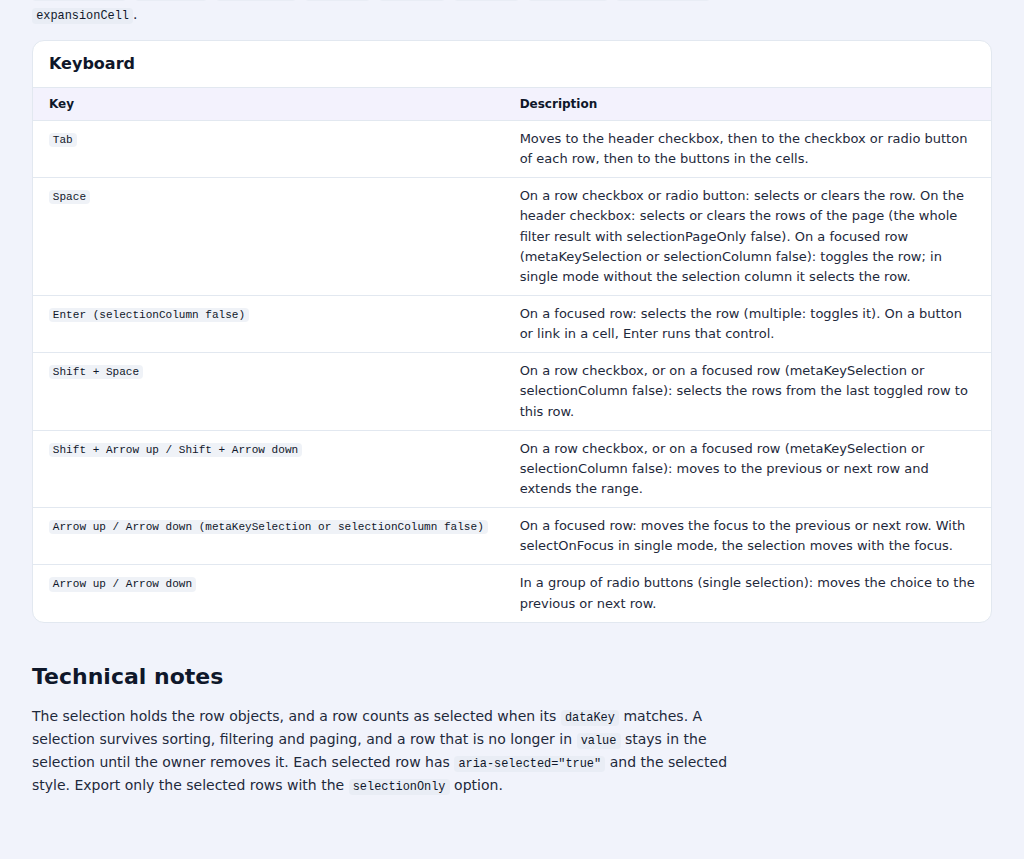 expansionCell.
Keyboard
Key Description
Tab Moves to the header checkbox, then to the checkbox or radio button
of each row, then to the buttons in the cells.
Space On a row checkbox or radio button: selects or clears the row. On the
header checkbox: selects or clears the rows of the page (the whole
filter result with selectionPageOnly false). On a focused row
(metaKeySelection or selectionColumn false): toggles the row; in
single mode without the selection column it selects the row.
Enter (selectionColumn false) On a focused row: selects the row (multiple: toggles it). On a button
or link in a cell, Enter runs that control.
Shift + Space On a row checkbox, or on a focused row (metaKeySelection or
selectionColumn false): selects the rows from the last toggled row to
this row.
Shift + Arrow up / Shift + Arrow down On a row checkbox, or on a focused row (metaKeySelection or
selectionColumn false): moves to the previous or next row and
extends the range.
Arrow up / Arrow down (metaKeySelection or selectionColumn false) On a focused row: moves the focus to the previous or next row. With
selectOnFocus in single mode, the selection moves with the focus.
Arrow up / Arrow down In a group of radio buttons (single selection): moves the choice to the
previous or next row.
Technical notes
The selection holds the row objects, and a row counts as selected when its dataKey matches. A
selection survives sorting, filtering and paging, and a row that is no longer in value stays in the
selection until the owner removes it. Each selected row has aria-selected="true" and the selected
style. Export only the selected rows with the selectionOnly option.